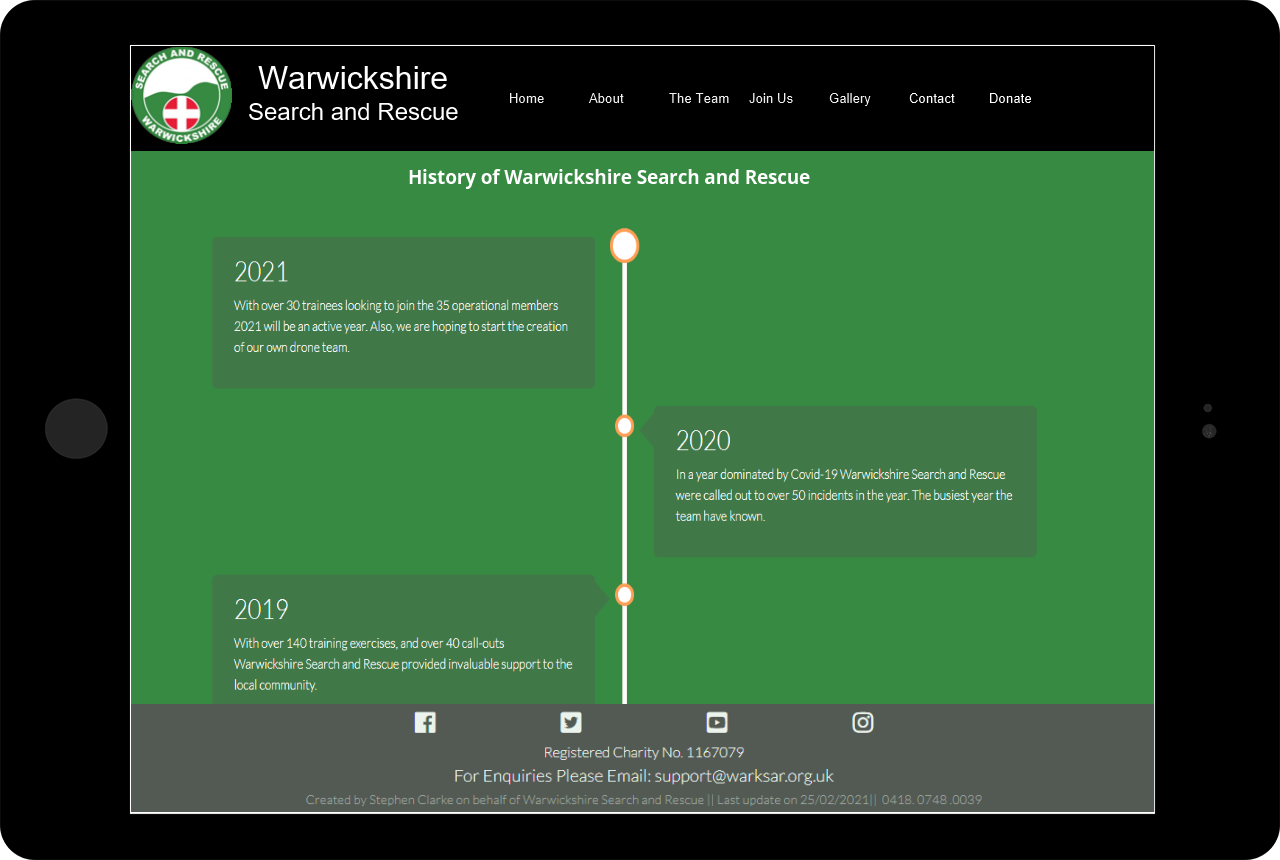 SEARCH AND RESCUE
WARWICKSHIRE
Warwickshire
Search and Rescue
Home About The Team Join Us Gallery Contact Donate
History of Warwickshire Search and Rescue
2021
With over 30 trainees looking to join the 35 operational members
2021 will be an active year. Also, we are hoping to start the creation
of our own drone team.
2020
In a year dominated by Covid-19 Warwickshire Search and Rescue
were called out to over 50 incidents in the year. The busiest year the
team have known.
2019
With over 140 training exercises, and over 40 call-outs
Warwickshire Search and Rescue provided invaluable support to the
local community.
Registered Charity No. 1167079
For Enquiries Please Email: support@warksar.org.uk
Created by Stephen Clarke on behalf of Warwickshire Search and Rescue || Last update on 25/02/2021|| 0418. 0748 .0039